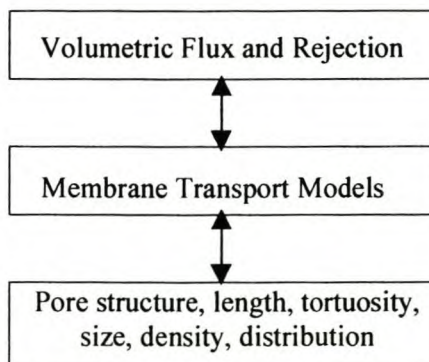 Volumetric Flux and Rejection
Membrane Transport Models
Pore structure, length, tortuosity,
size, density, distribution